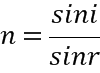 n = sini / sinr